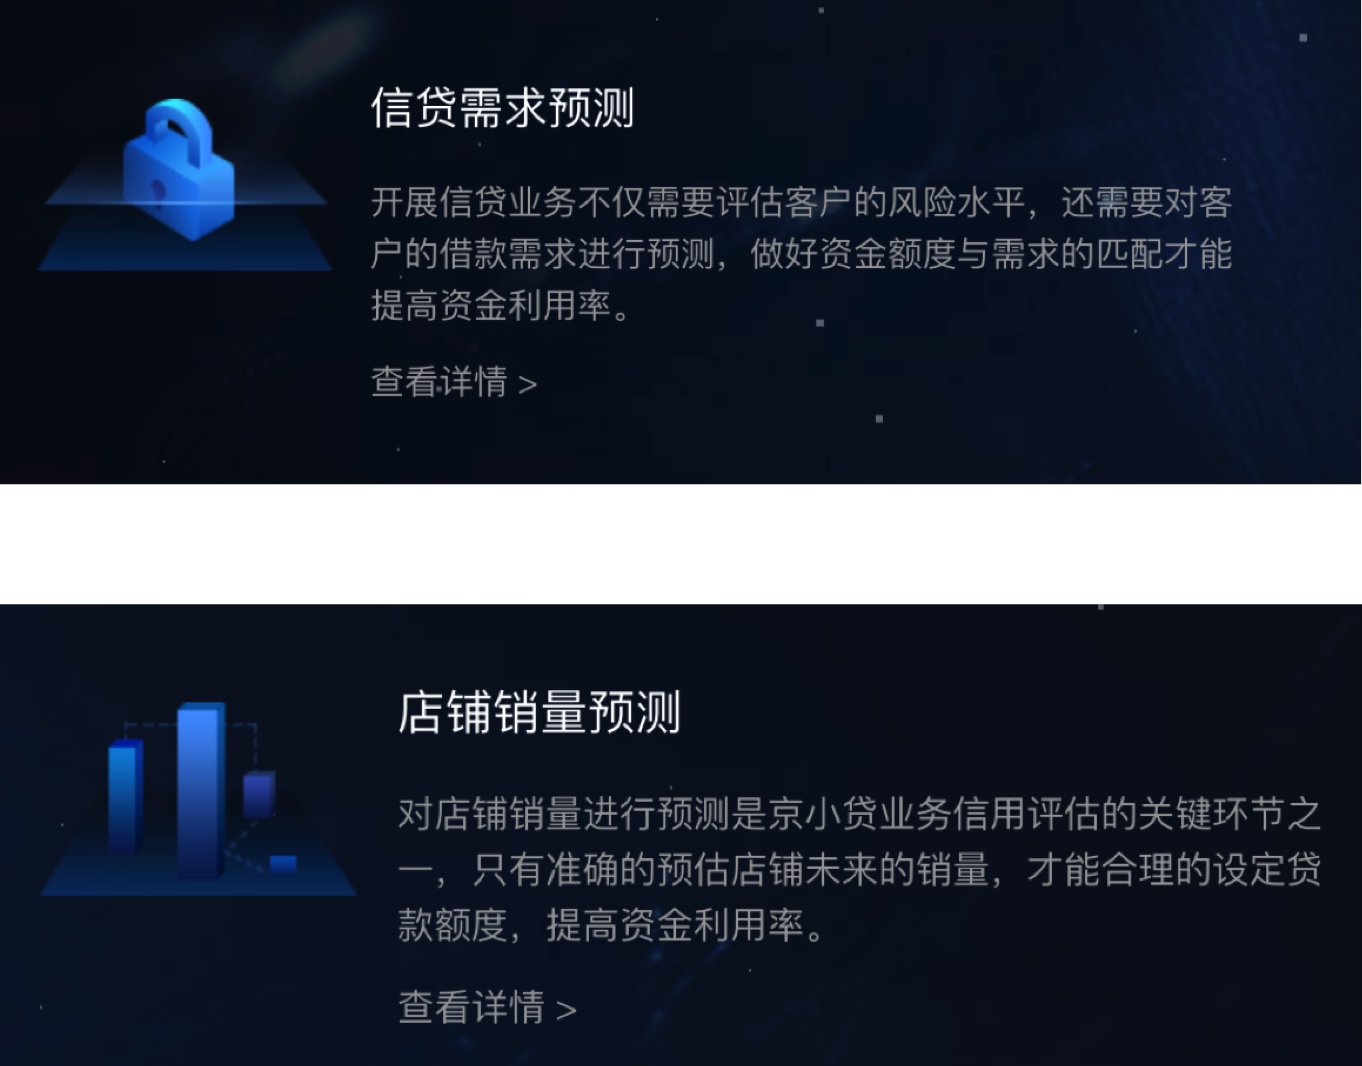 信贷需求预测
开展信贷业务不仅需要评估客户的风险水平，还需要对客
户的借款需求进行预测，做好资金额度与需求的匹配才能
提高资金利用率。
查看详情 >
店铺销量预测
对店铺销量进行预测是京小贷业务信用评估的关键环节之
一，只有准确的预估店铺未来的销量，才能合理的设定贷
款额度，提高资金利用率。
查看详情 >